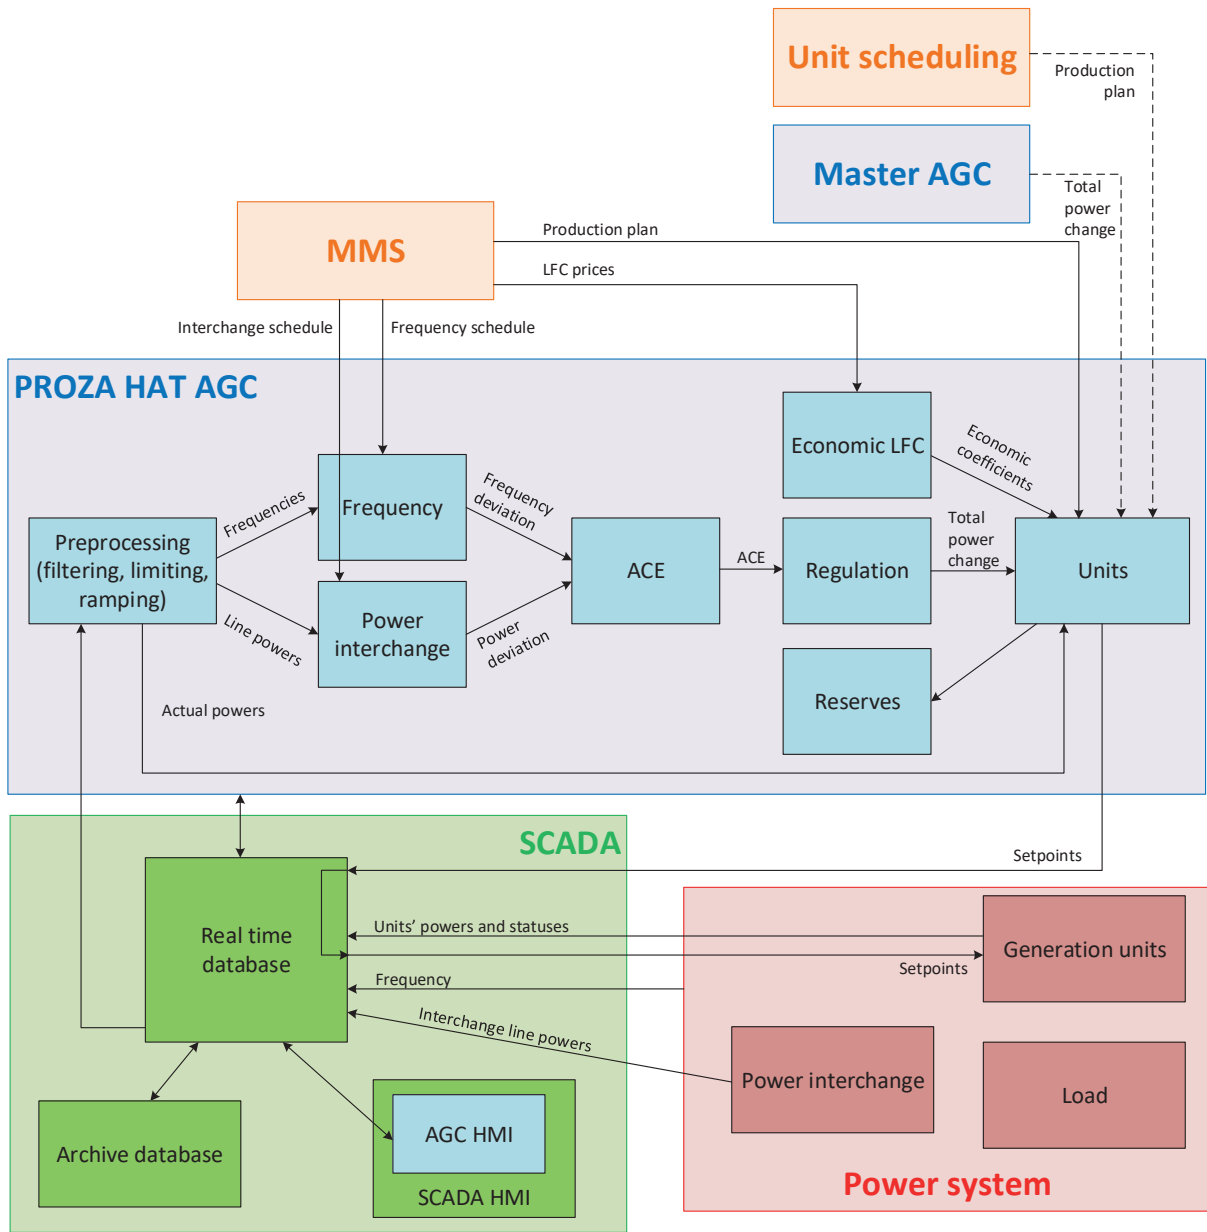 Unit scheduling
Production
plan
Master AGC
Total
power
change
MMS
Production plan
LFC prices
Interchange schedule
Frequency schedule
PROZA HAT AGC
Economic LFC
Economic
coefficients
Frequencies
Frequency
Frequency
deviation
Preprocessing
(filtering, limiting,
ramping)
ACE
ACE
Regulation
Total
power
change
Units
Line powers
Power
interchange
Power
deviation
Actual powers
Reserves
SCADA
Setpoints
Real time
database
Units' powers and statuses
Generation units
Setpoints
Frequency
Interchange line powers
Power interchange
Load
Archive database
AGC HMI
SCADA HMI
Power system